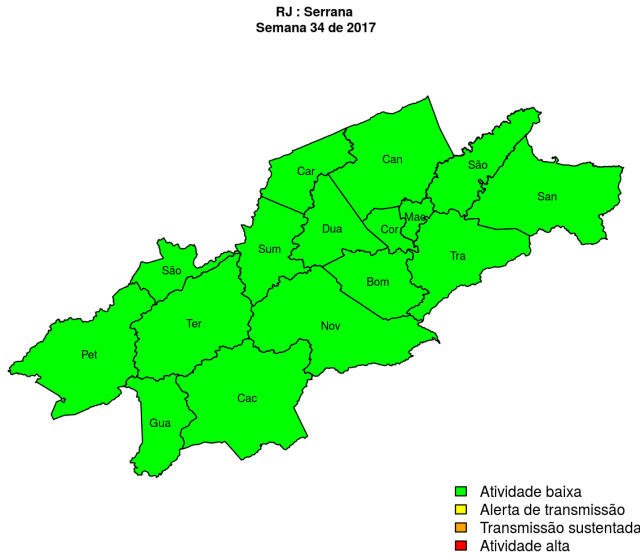 RJ : Serrana
Semana 34 de 2017
Can
São
Car
San
Mac
Dua
Cor
Sum
Tra
São
Bom
Ter
Nov
Pet
Cac
Gua
Atividade baixa
Alerta de transmissão
Transmissão sustentada
Atividade alta